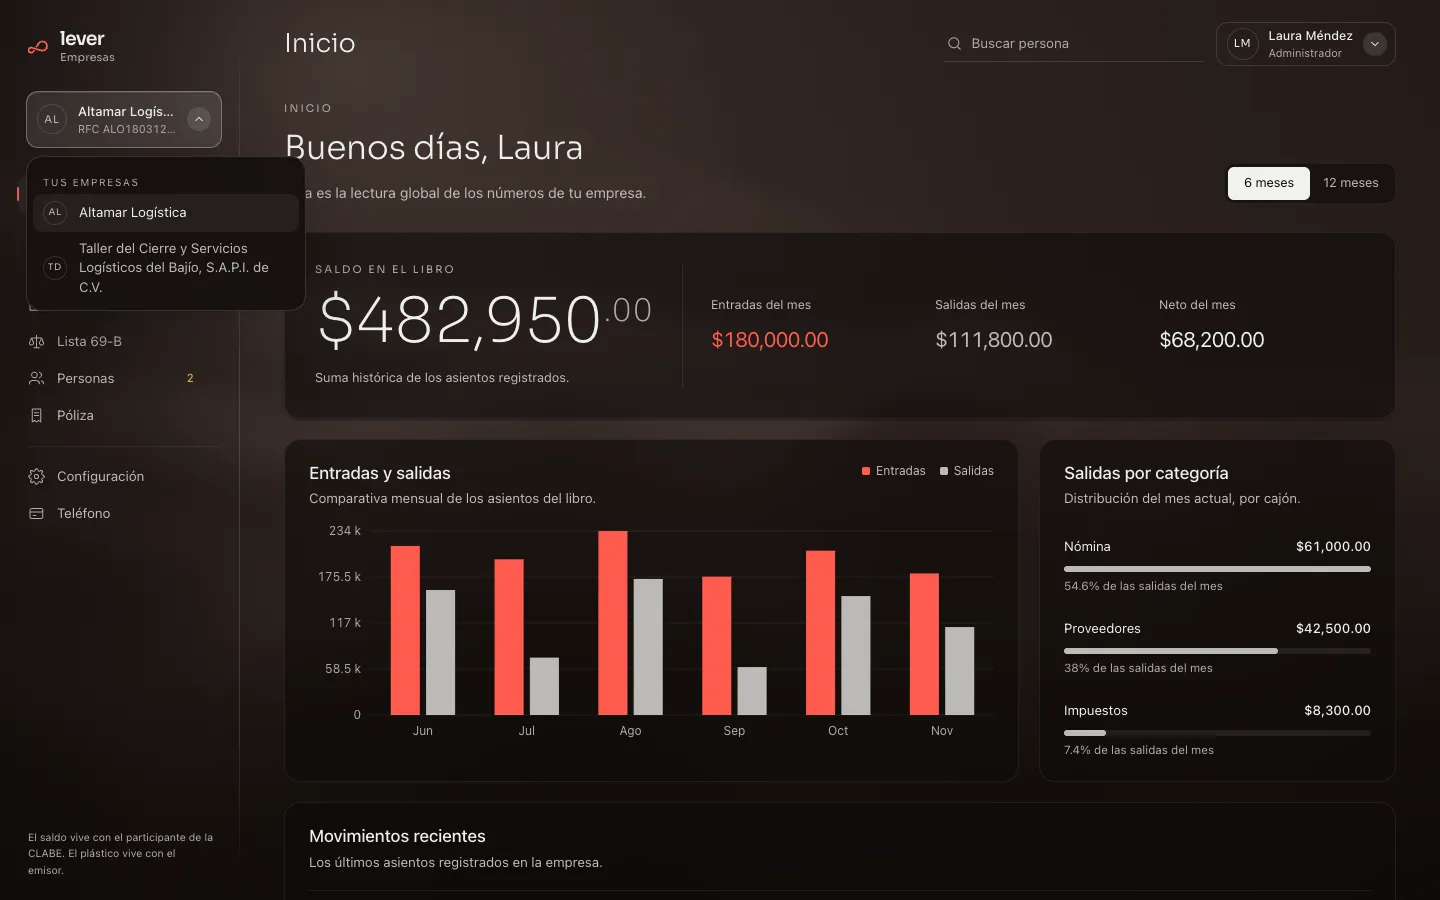 lever
Empresas
Inicio
Buscar persona
LM
Laura Méndez
Administrador
AL
Altamar Logís...
RFC ALO180312...
INICIO
Buenos días, Laura
a es la lectura global de los números de tu empresa.
6 meses
12 meses
TUS EMPRESAS
AL
Altamar Logística
TD
Taller del Cierre y Servicios
Logísticos del Bajío, S.A.P.I. de
C.V.
Lista 69-B
Personas
2
Póliza
Configuración
Teléfono
El saldo vive con el participante de la
CLABE. El plástico vive con el
emisor.
SALDO EN EL LIBRO
$482,950.00
Suma histórica de los asientos registrados.
Entradas del mes
$180,000.00
Salidas del mes
$111,800.00
Neto del mes
$68,200.00
Entradas y salidas
Comparativa mensual de los asientos del libro.
Entradas
Salidas
234 k
175.5 k
117 k
58.5 k
0
Jun
Jul
Ago
Sep
Oct
Nov
Salidas por categoría
Distribución del mes actual, por cajón.
Nómina
$61,000.00
54.6% de las salidas del mes
Proveedores
$42,500.00
38% de las salidas del mes
Impuestos
$8,300.00
7.4% de las salidas del mes
Movimientos recientes
Los últimos asientos registrados en la empresa.